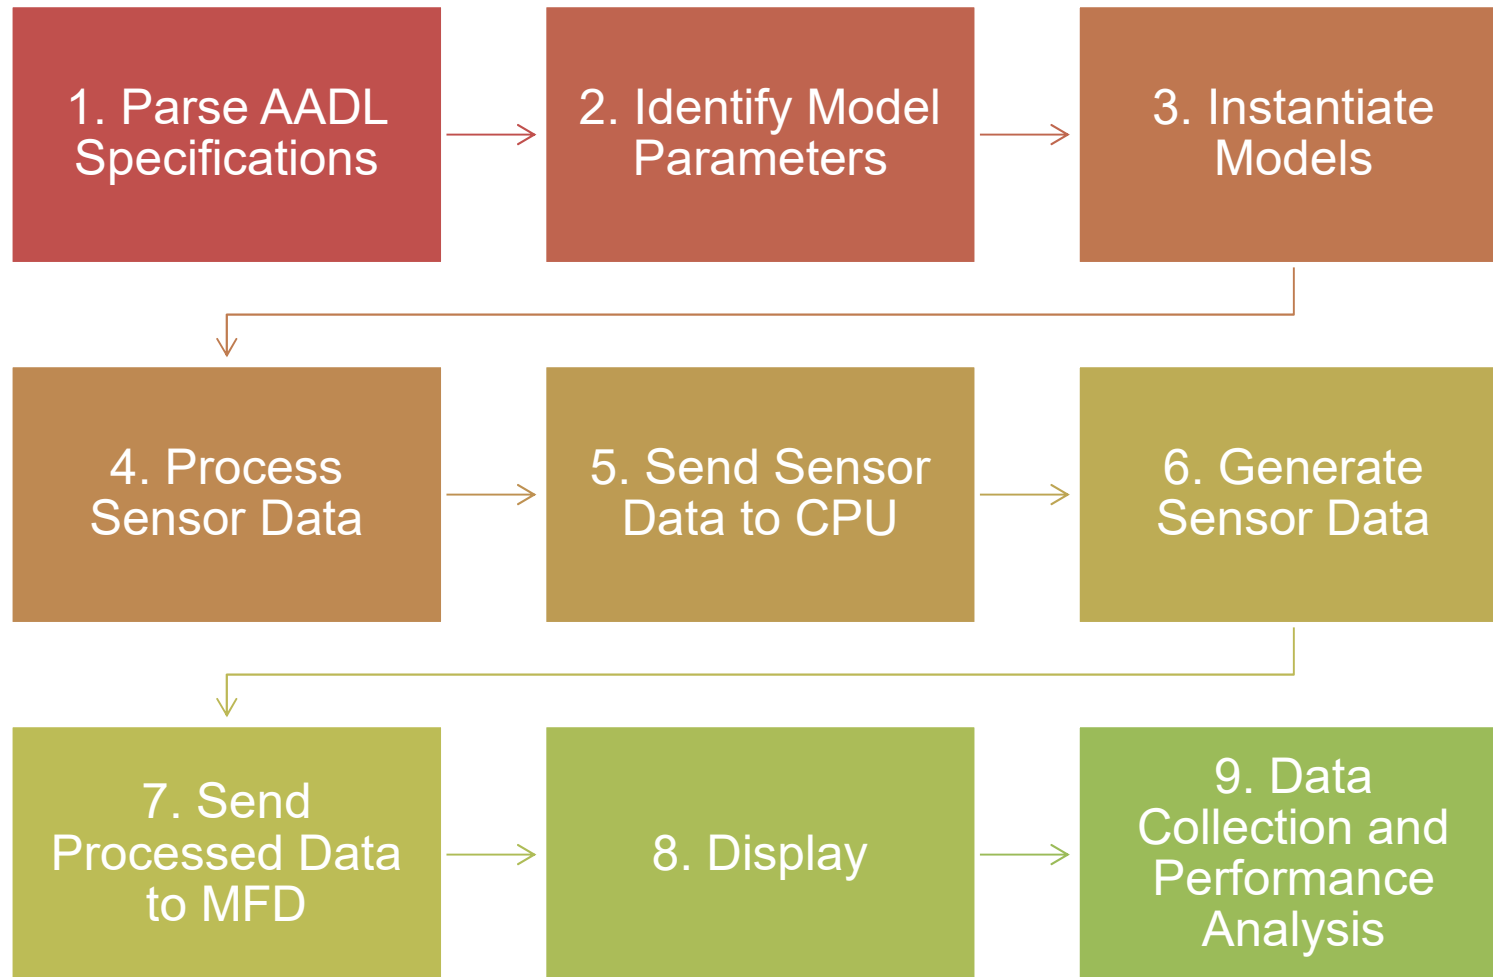 1. Parse AADL
Specifications
2. Identify Model
Parameters
3. Instantiate
Models
4. Process
Sensor Data
5. Send Sensor
Data to CPU
6. Generate
Sensor Data
7. Send
Processed Data
to MFD
8. Display
9. Data
Collection and
Performance
Analysis